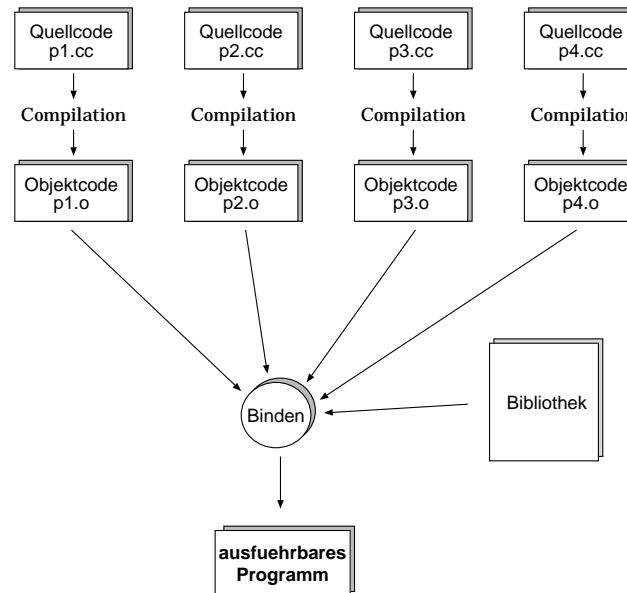 Quellcode
p1.cc
Quellcode
p2.cc
Quellcode
p3.cc
Quellcode
p4.cc
Compilation
Compilation
Compilation
Compilation
Objektcode
p1.o
Objektcode
p2.o
Objektcode
p3.o
Objektcode
p4.o
Bibliothek
Binden
ausfuehrbares
Programm